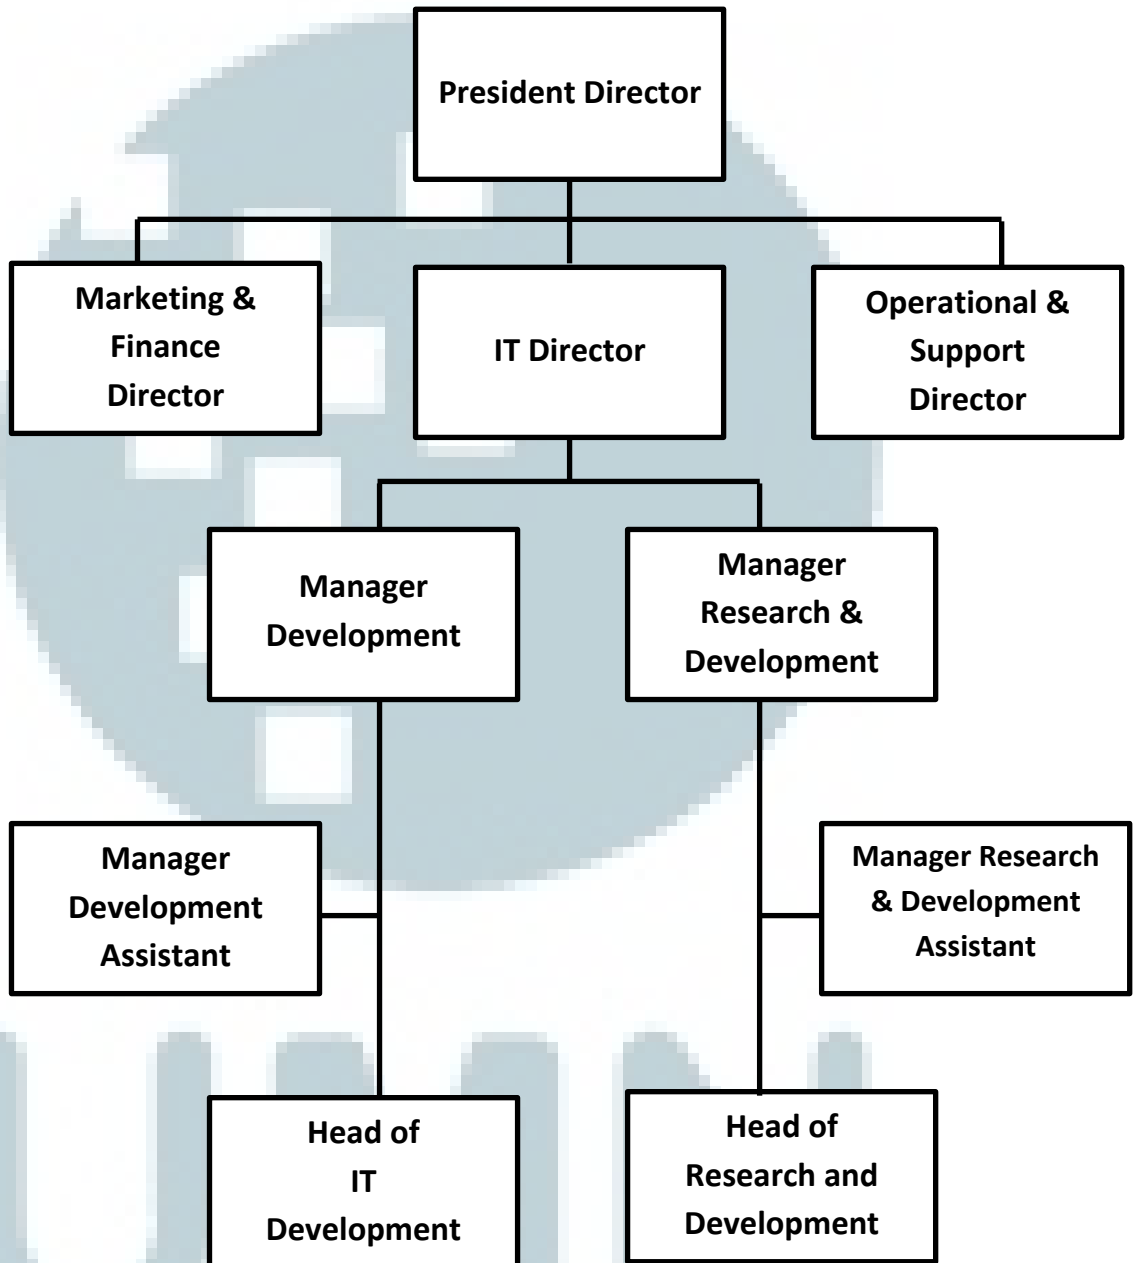 President Director
Marketing &
Finance
Director
IT Director
Operational &
Support
Director
Manager
Development
Manager
Research &
Development
Manager
Development
Assistant
Manager Research
& Development
Assistant
Head of
IT
Development
Head of
Research and
Development